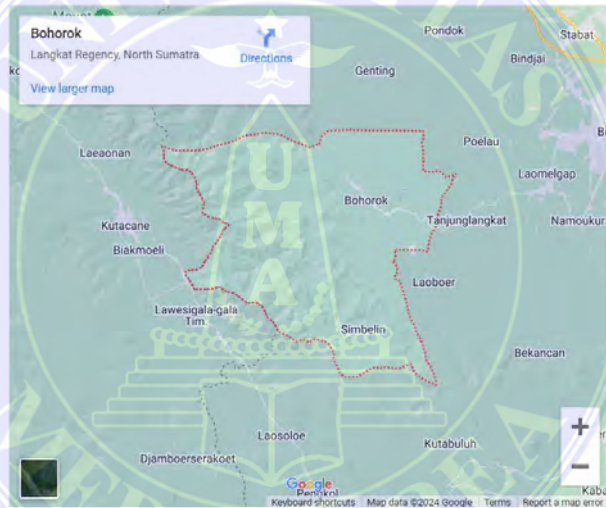 Mount
Bohorok
Langkat Regency, North Sumatra
Directions
View larger map
Pondok
Stabat
Bindjai
Genting
Laeaonan
Poelau
Laomelgap
Bohorok
Kutacane
Tanjunglangkat
Namoukur
Biakmoeli
UMA
Laoboer
Lawesigala-gala
Tim.
Simbelin
Bekancan
Laosoloe
Kutabuluh
Djamboerserakoet
Google
Keyboard shortcuts
Map data ©2024 Google
Terms
Report a map error